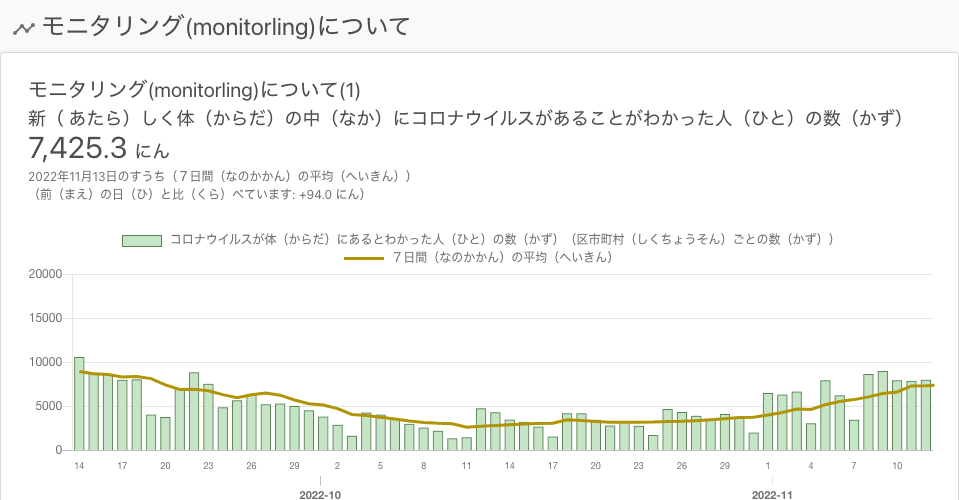 モニタリング(monitorling)について
モニタリング(monitorling)について(1)
新（ あたら）しく体（からだ）の中（なか）にコロナウイルスがあることがわかった人（ひと）の数（かず）
7,425.3 にん
2022年11月13日のすうち（７日間（なのかかん）の平均（へいきん））
（前（まえ）の日（ひ）と比（くら）べています: +94.0 にん）
コロナウイルスが体（からだ）にあるとわかった人（ひと）の数（かず）（区市町村（しくちょうそん）ごとの数（かず））
７日間（なのかかん）の平均（へいきん）
20000
15000
10000
5000
0
14 17 20 23 26 29 2 5 8 11 14 17 20 23 26 29 1 4 7 10
2022-10 2022-11